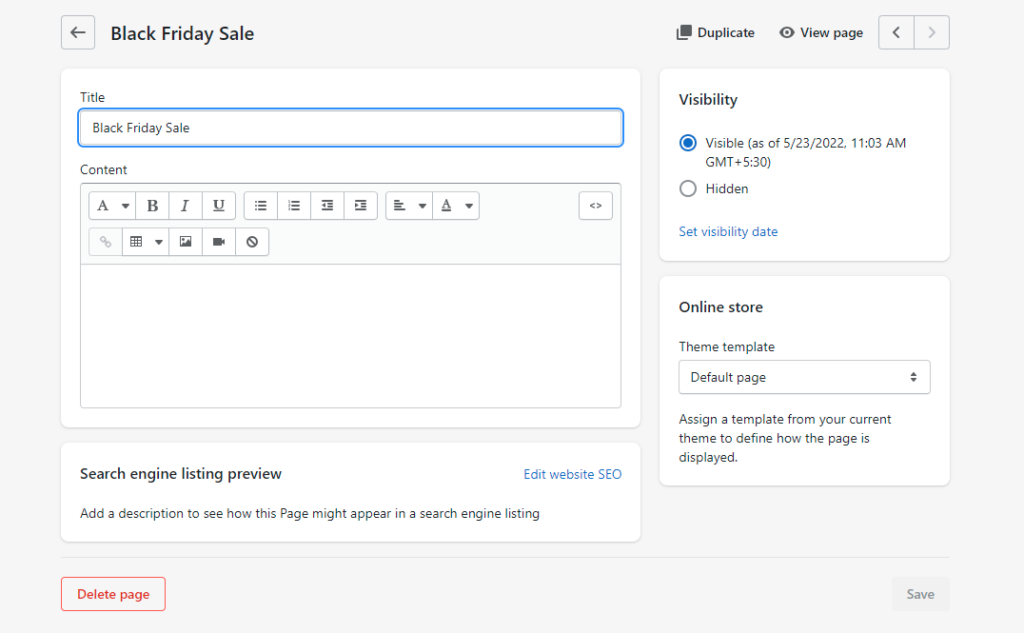 Black Friday Sale
Duplicate
View page
Title
Black Friday Sale
Content
A
B
I
U
A
<>
Search engine listing preview
Edit website SEO
Add a description to see how this Page might appear in a search engine listing
Visibility
Visible (as of 5/23/2022, 11:03 AM
GMT+5:30)
Hidden
Set visibility date
Online store
Theme template
Default page
Assign a template from your current
theme to define how the page is
displayed.
Delete page
Save